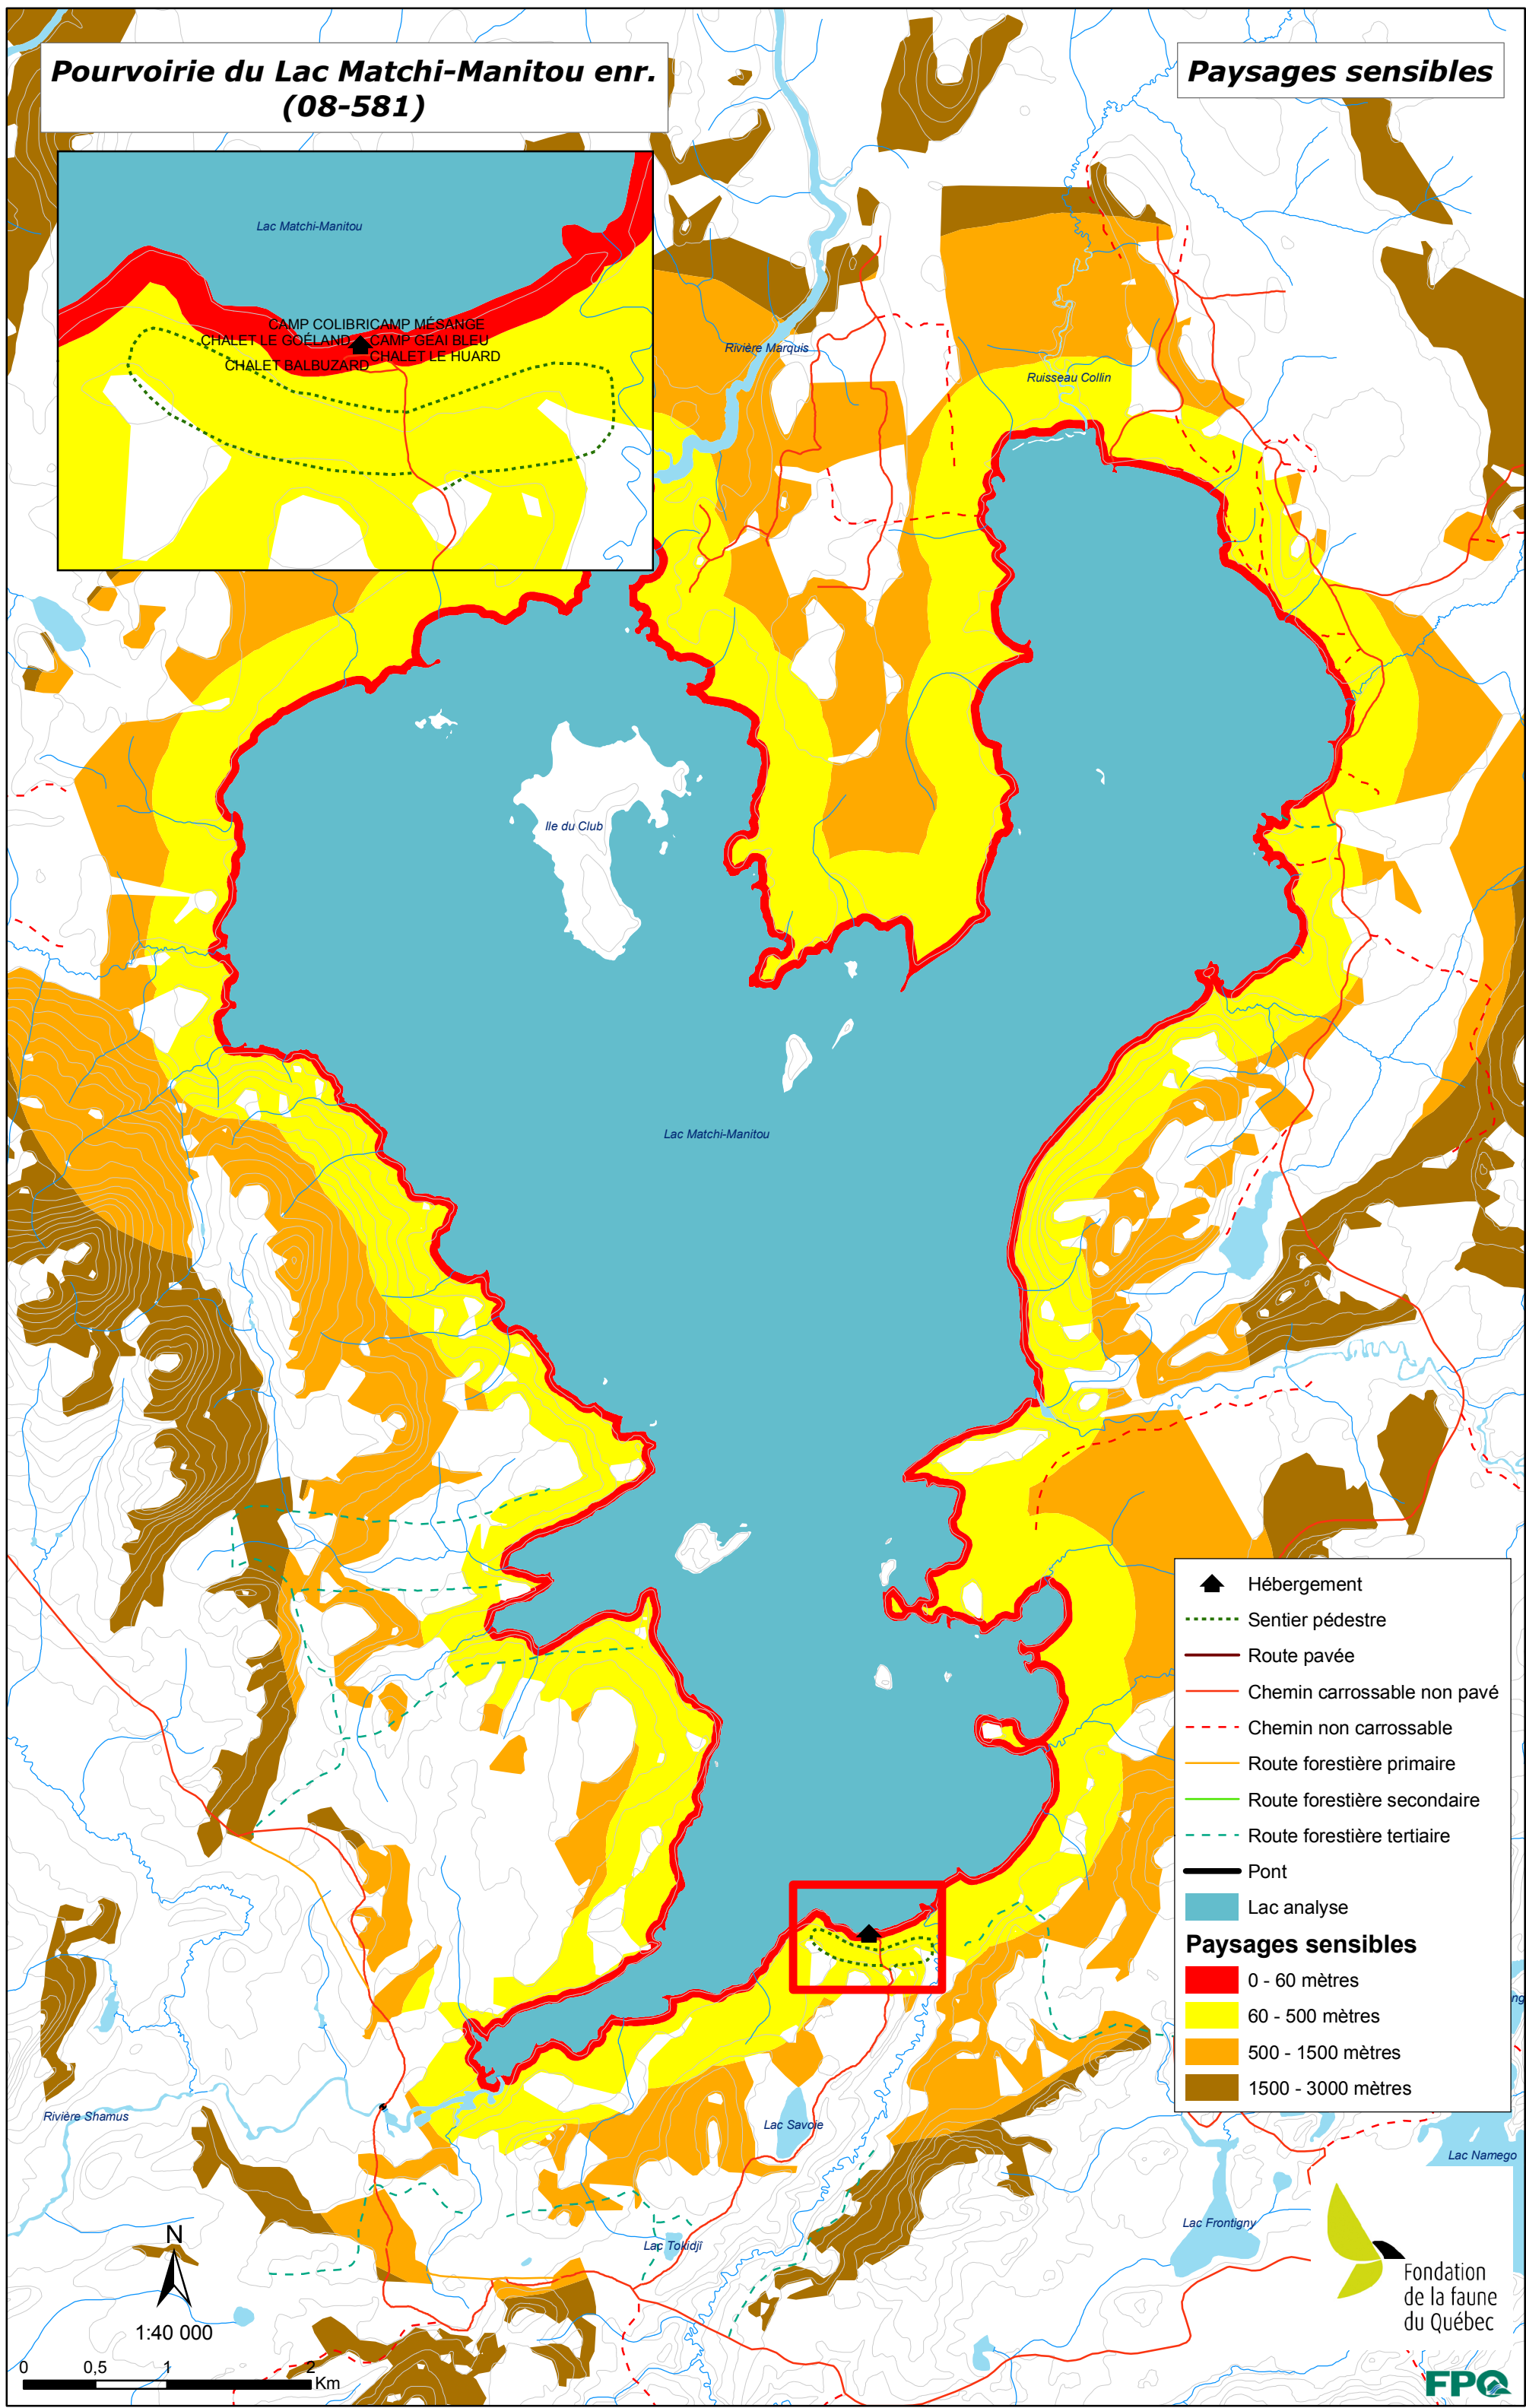 Pourvoirie du Lac Matchi-Manitou enr.
(08-581)
Paysages sensibles
Lac Matchi-Manitou
CAMP COLIBRI
CAMP MÉSANGE
CHALET LE GOÉLAND
CAMP GEAI BLEU
CHALET LE HUARD
CHALET BALBUZARD
Rivière Marquis
Ruisseau Collin
Ile du Club
Lac Matchi-Manitou
Hébergement
Sentier pédestre
Route pavée
Chemin carrossable non pavé
Chemin non carrossable
Route forestière primaire
Route forestière secondaire
Route forestière tertiaire
Pont
Lac analyse
Paysages sensibles
0 - 60 mètres
60 - 500 mètres
500 - 1500 mètres
1500 - 3000 mètres
Rivière Shamus
Lac Savoie
Lac Namego
Lac Frontigny
Lac Tokidji
N
1:40 000
0 0,5 1 2
Km
Fondation
de la faune
du Québec
FPQ